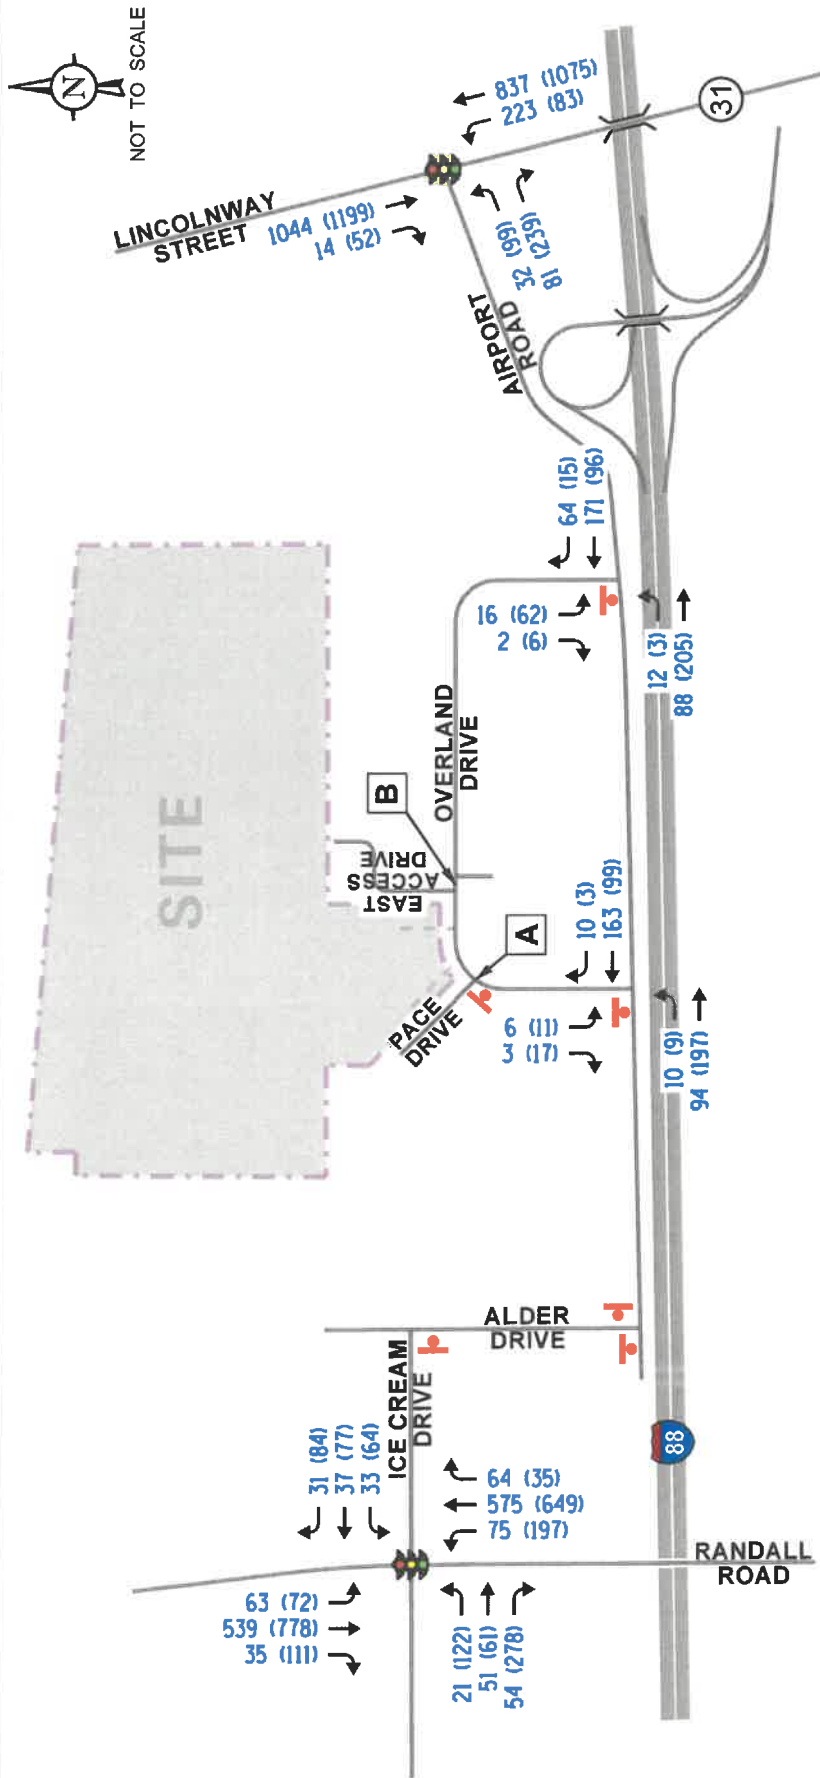 N
NOT TO SCALE
LINCOLNWAY
STREET
1044 (1199)
14 (52)
837 (1075)
223 (83)
31
32 (99)
81 (239)
AIRPORT
ROAD
64 (15)
171 (96)
16 (62)
2 (6)
12 (3)
88 (205)
OVERLAND
DRIVE
SITE
B
EAST
ACCESS
DRIVE
A
PACE
DRIVE
10 (3)
163 (99)
6 (11)
3 (17)
10 (9)
94 (197)
ALDER
DRIVE
ICE CREAM
DRIVE
31 (84)
37 (77)
33 (64)
64 (35)
575 (649)
75 (197)
63 (72)
539 (778)
35 (111)
21 (122)
51 (61)
54 (278)
88
RANDALL
ROAD